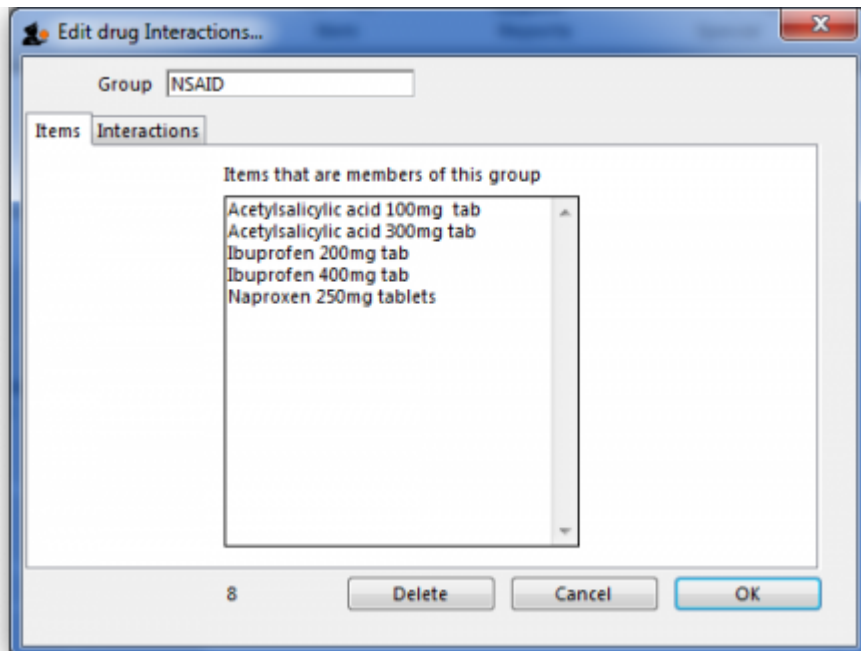 Edit drug Interactions...
Group NSAID
Items Interactions
Items that are members of this group
Acetylsalicylic acid 100mg  tab
Acetylsalicylic acid 300mg tab
Ibuprofen 200mg tab
Ibuprofen 400mg tab
Naproxen 250mg tablets
8 Delete Cancel OK